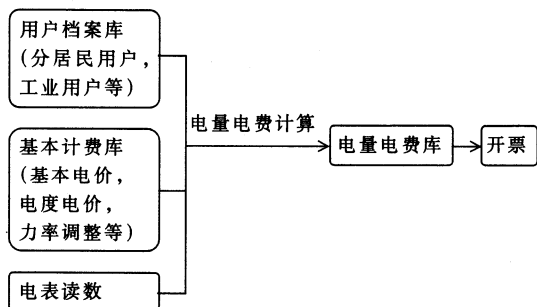 用户档案库
(分居民用户,
工业用户等)
电量电费计算
基本计费库
(基本电价,
电度电价,
力率调整等)
电量电费库
开票
电表读数